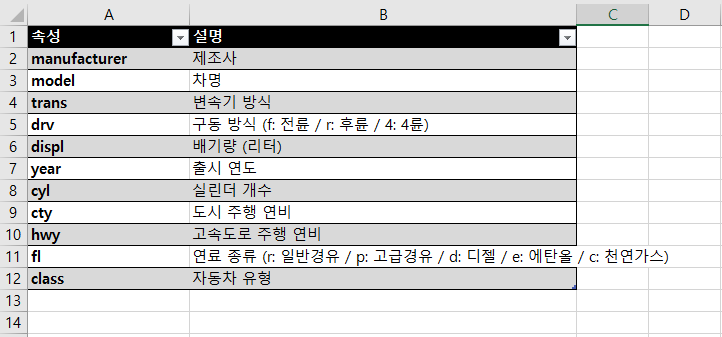 A B C D
1 속성 설명
2 manufacturer 제조사
3 model 차명
4 trans 변속기 방식
5 drv 구동 방식 (f: 전륜 / r: 후륜 / 4: 4륜)
6 displ 배기량 (리터)
7 year 출시 연도
8 cyl 실린더 개수
9 cty 도시 주행 연비
10 hwy 고속도로 주행 연비
11 fl 연료 종류 (r: 일반경유 / p: 고급경유 / d: 디젤 / e: 에탄올 / c: 천연가스)
12 class 자동차 유형
13
14